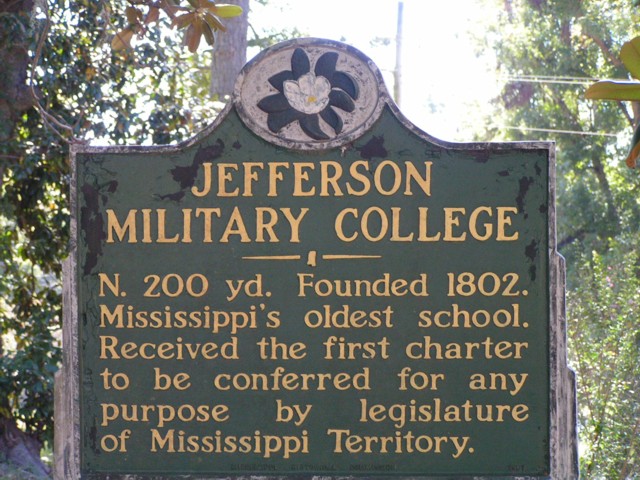 JEFFERSON
MILITARY COLLEGE
N. 200 yd. Founded 1802.
Mississippi's oldest school.
Received the first charter
to be conferred for any
purpose by legislature
of Mississippi Territory.